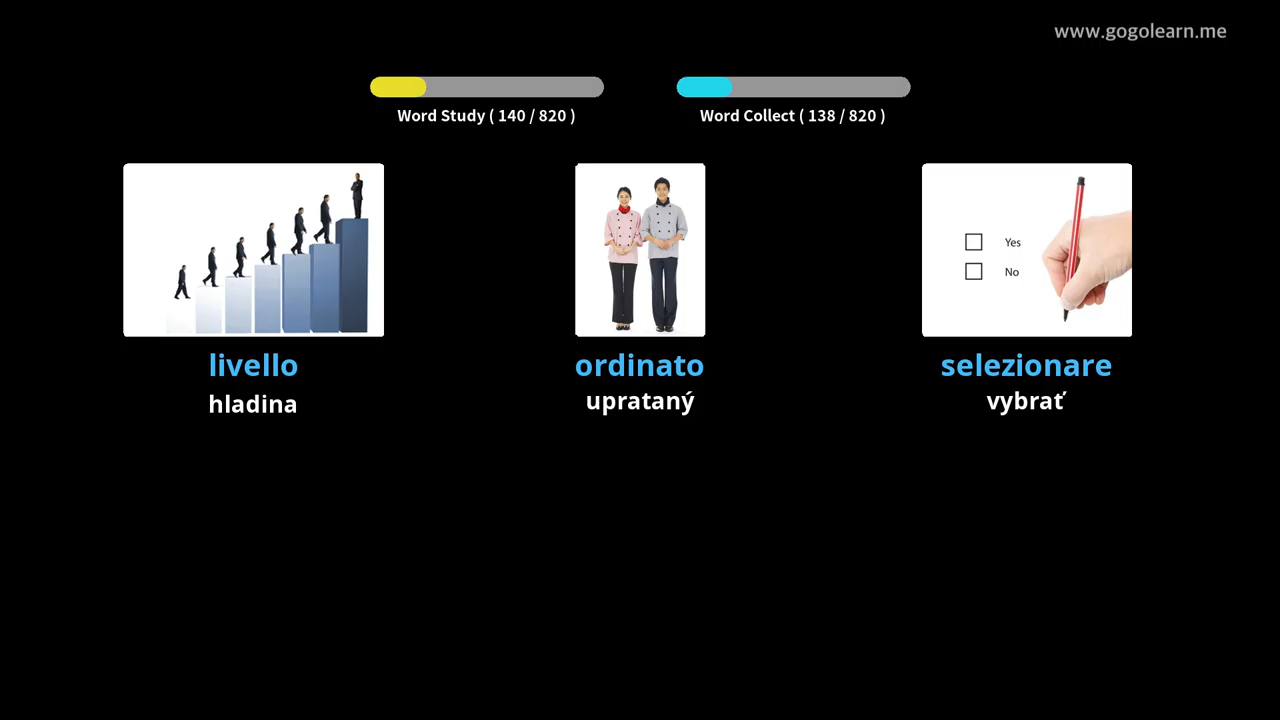 www.gogolearn.me
Word Study ( 140 / 820 )
Word Collect ( 138 / 820 )
Yes
No
livello
ordinato
selezionare
hladina
uprataný
vybrať